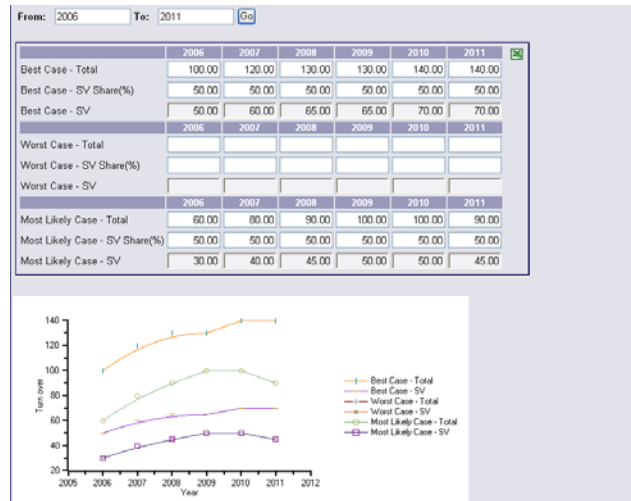 From: 2006 To: 2011 Go
2006 2007 2008 2009 2010 2011
Best Case - Total 100.00 120.00 130.00 130.00 140.00 140.00
Best Case - SV Share(%) 50.00 50.00 50.00 50.00 50.00 50.00
Best Case - SV 50.00 60.00 65.00 65.00 70.00 70.00
2006 2007 2008 2009 2010 2011
Worst Case - Total
Worst Case - SV Share(%)
Worst Case - SV
2006 2007 2008 2009 2010 2011
Most Likely Case - Total 60.00 80.00 90.00 100.00 100.00 90.00
Most Likely Case - SV Share(%) 50.00 50.00 50.00 50.00 50.00 50.00
Most Likely Case - SV 30.00 40.00 45.00 50.00 50.00 45.00
140
120
100
80
60
40
20
Turn over
2005 2006 2007 2008 2009 2010 2011 2012
Year
Best Case - Total
Best Case - SV
Worst Case - Total
Worst Case - SV
Most Likely Case - Total
Most Likely Case - SV